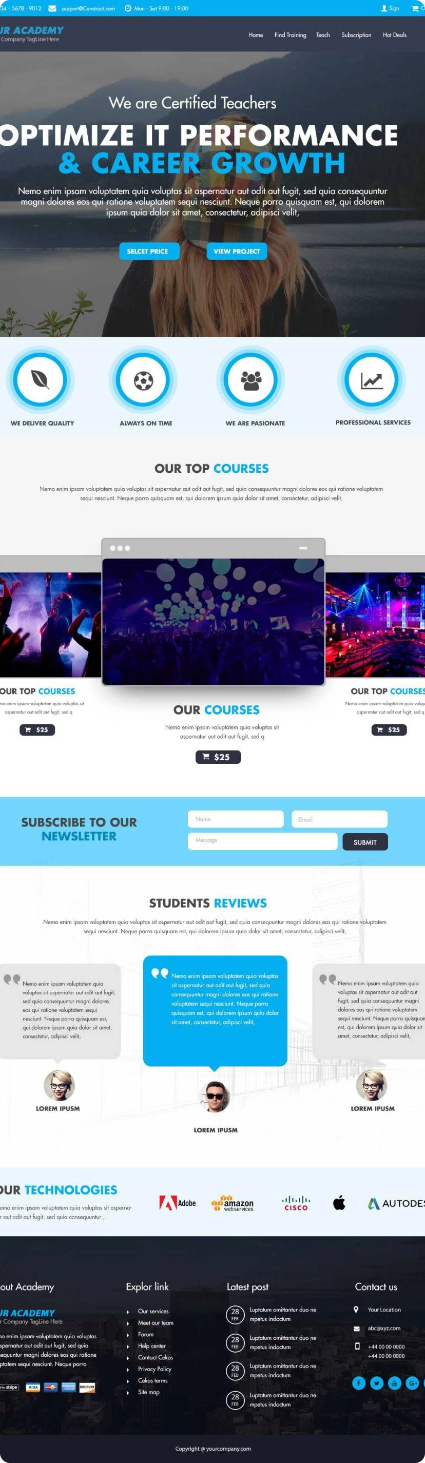 34 - 5678 - 9012 support@Construct.com Mon - Sat 9:00 - 19:00 Sign
UR ACADEMY
Company TagLine Here
Home Find Training Teach Subscription Hot Deals
We are Certified Teachers
OPTIMIZE IT PERFORMANCE
& CAREER GROWTH
Nemo enim ipsam voluptatem quia voluptas sit aspernatur aut odit aut fugit, sed quia consequuntur
magni dolores eos qui ratione voluptatem sequi nesciunt. Neque porro quisquam est, qui dolorem
ipsum quia dolor sit amet, consectetur, adipisci velit,
SELCET PRICE VIEW PROJECT
WE DELIVER QUALITY ALWAYS ON TIME WE ARE PASIONATE PROFESSIONAL SERVICES
OUR TOP COURSES
Nemo enim ipsam voluptatem quia voluptas sit aspernatur aut odit aut fugit, sed quia consequuntur magni dolores eos qui ratione voluptatem
sequi nesciunt. Neque porro quisquam est, qui dolorem ipsum quia dolor sit amet, consectetur, adipisci velit,
OUR TOP COURSES
mo enim ipsam voluptatem quia voluptas sit
aspernatur aut odit aut fugit, sed q
$25
OUR COURSES
Nemo enim ipsam voluptatem quia voluptas sit
aspernatur aut odit aut fugit, sed q
$25
OUR TOP COURSES
Nemo enim ipsam voluptatem quia voluptas s
aspernatur aut odit aut fugit, sed q
$25
SUBSCRIBE TO OUR
NEWSLETTER
Name Email
Message SUBMIT
STUDENTS REVIEWS
Nemo enim ipsam voluptatem quia voluptas sit aspernatur aut odit aut fugit, sed quia consequuntur magni dolores eos qui ratione voluptatem
sequi nesciunt. Neque porro quisquam est, qui dolorem ipsum quia dolor sit amet, consectetur, adipisci velit,
Nemo enim ipsam voluptatem quia
voluptas sit aspernatur aut odit aut fugit,
sed quia consequuntur magni dolores
eos qui ratione voluptatem sequi
nesciunt. Neque porro quisquam est,
qui dolorem ipsum quia dolor sit amet,
consectetur, adipisci velit,
LOREM IPUSM
Nemo enim ipsam voluptatem quia voluptas
sit aspernatur aut odit aut fugit, sed quia
consequuntur magni dolores eos qui ratione
voluptatem sequi nesciunt. Neque porro
quisquam est, qui dolorem ipsum quia dolor
sit amet, consectetur, adipisci velit,
LOREM IPUSM
Nemo enim ipsam voluptatem quia
voluptas sit aspernatur aut odit aut
fugit, sed quia consequuntur magni
dolores eos qui ratione voluptatem
sequi nesciunt. Neque porro quisquam
est, qui dolorem ipsum quia dolor sit
amet, consectetur, adipisci velit,
LOREM IPUSM
OUR TECHNOLOGIES
emo enim ipsam voluptatem quia voluptas sit asperna-
r aut odit aut fugit, sed quia consequuntur ,
Adobe amazon webservices CISCO AUTODES
out Academy
UR ACADEMY
r Company TagLine Here
mo enim ipsam voluptatem quia voluptas
aspernatur aut odit aut fugit, sed quia
sequuntur magni dolores eos qui ratione
ptatem sequi nesciunt. Neque porro
stripe VISA DISCOVER
Explor link
Our services
Meet our team
Forum
Help center
Contact Cakos
Privacy Policy
Cakos terms
Site map
Latest post
28 FEB Luptatum omittantur duo ne
mpetus indoctum
28 FEB Luptatum omittantur duo ne
mpetus indoctum
28 FEB Luptatum omittantur duo ne
mpetus indoctum
28 FEB Luptatum omittantur duo ne
mpetus indoctum
Contact us
Your Location
abc@xyz.com
+44 00 00 0000
+44 00 00 0000
Copyright @ yourcompany.com